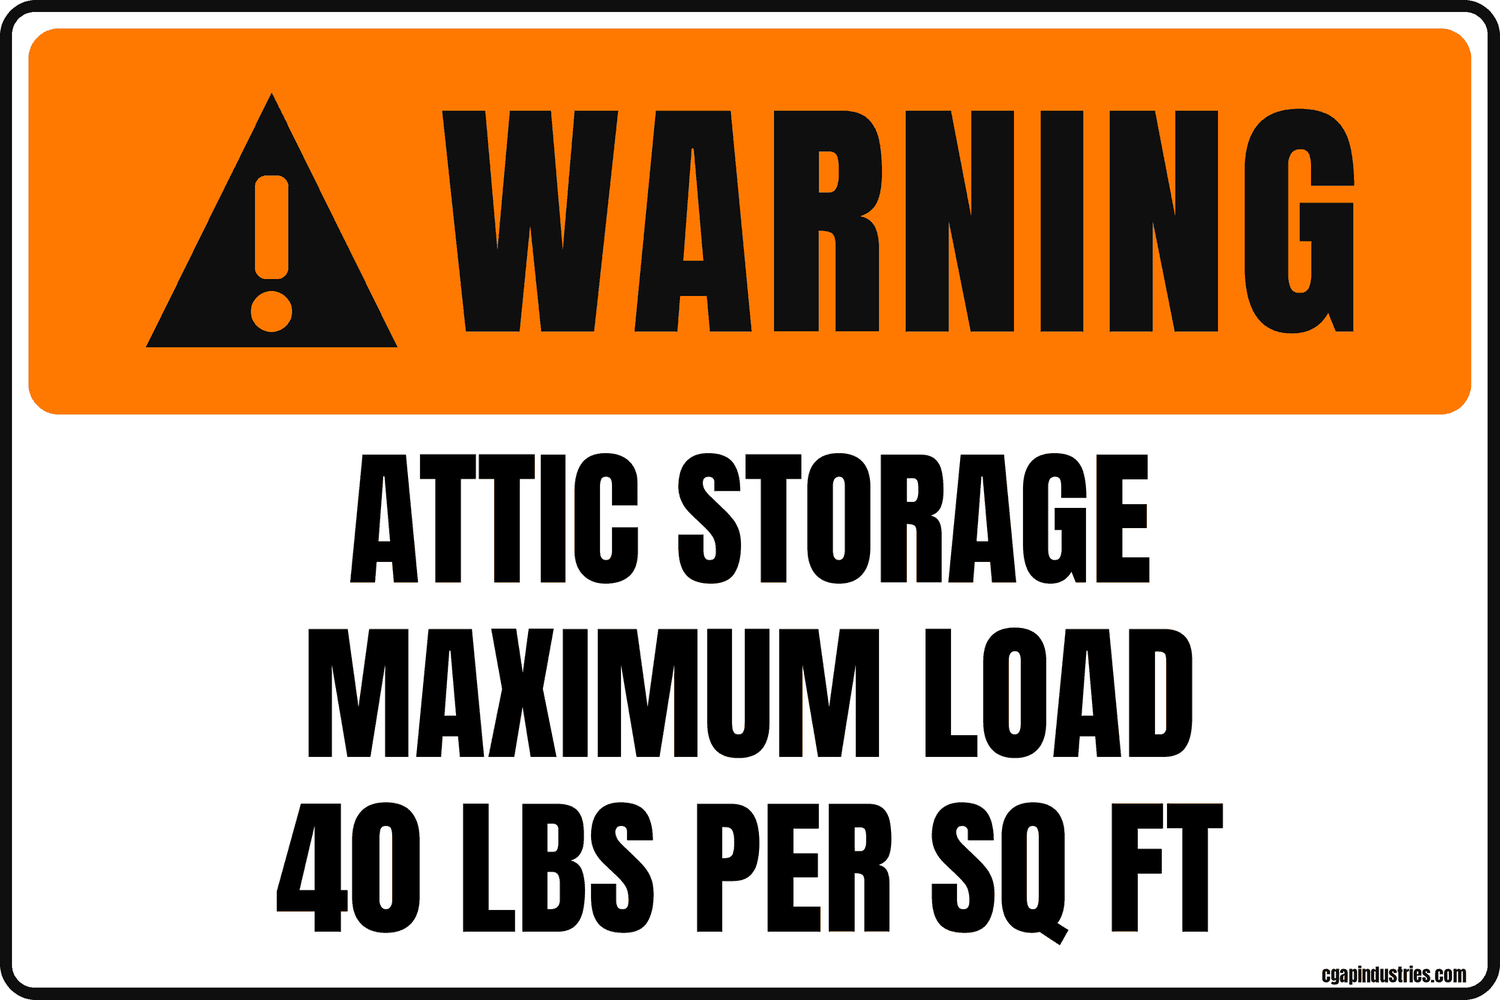 WARNING
ATTIC STORAGE
MAXIMUM LOAD
40 LBS PER SQ FT
cgapindustries.com